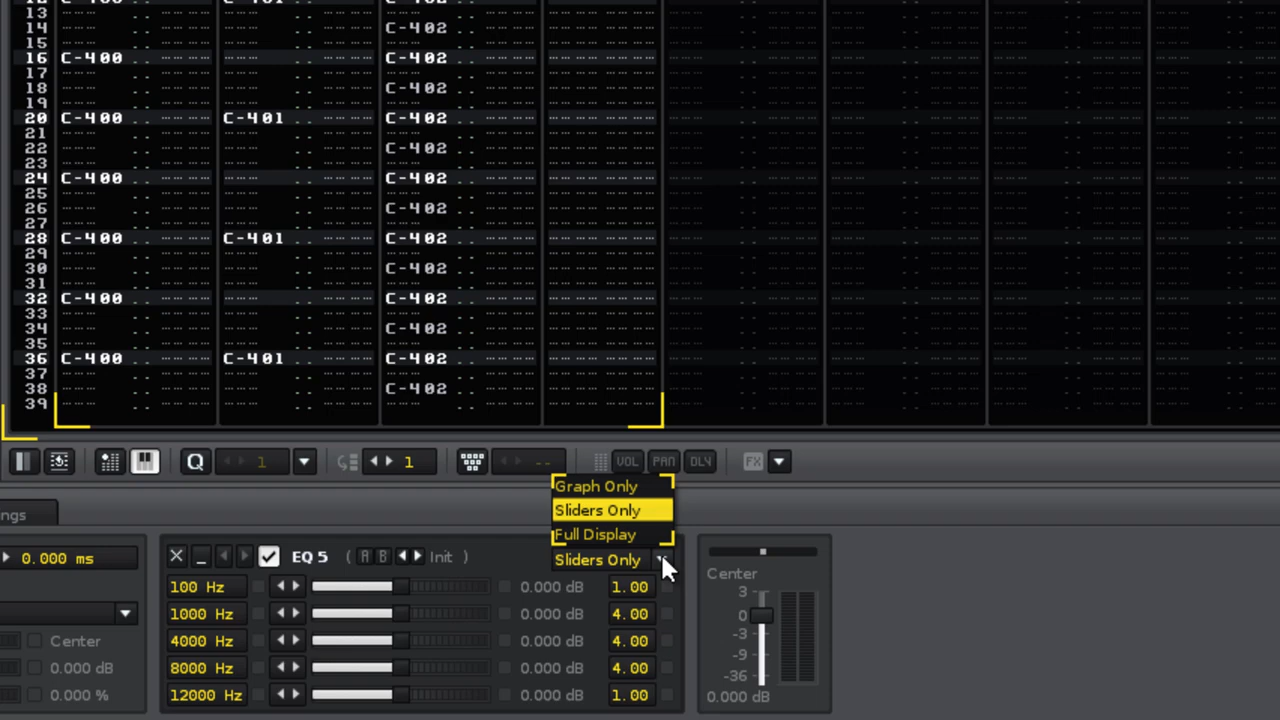 12 C-400 C-401 C-402
13
14 C-402
15
16 C-400 C-402
17
18 C-402
19
20 C-400 C-401 C-402
21
22 C-402
23
24 C-400 C-402
25
26 C-402
27
28 C-400 C-401 C-402
29
30 C-402
31
32 C-400 C-402
33
34 C-402
35
36 C-400 C-401 C-402
37
38 C-402
39
Q 1 1 -- VOL PAN DLY FX
Graph Only
Sliders Only
Full Display
Sliders Only
ngs
0.000 ms
EQ 5 ( A B Init )
100 Hz 0.000 dB 1.00
1000 Hz 0.000 dB 4.00
4000 Hz 0.000 dB 4.00
8000 Hz 0.000 dB 4.00
12000 Hz 0.000 dB 1.00
Center
0.000 dB
0.000 %
Center
3
0
-3
-9
-36
0.000 dB